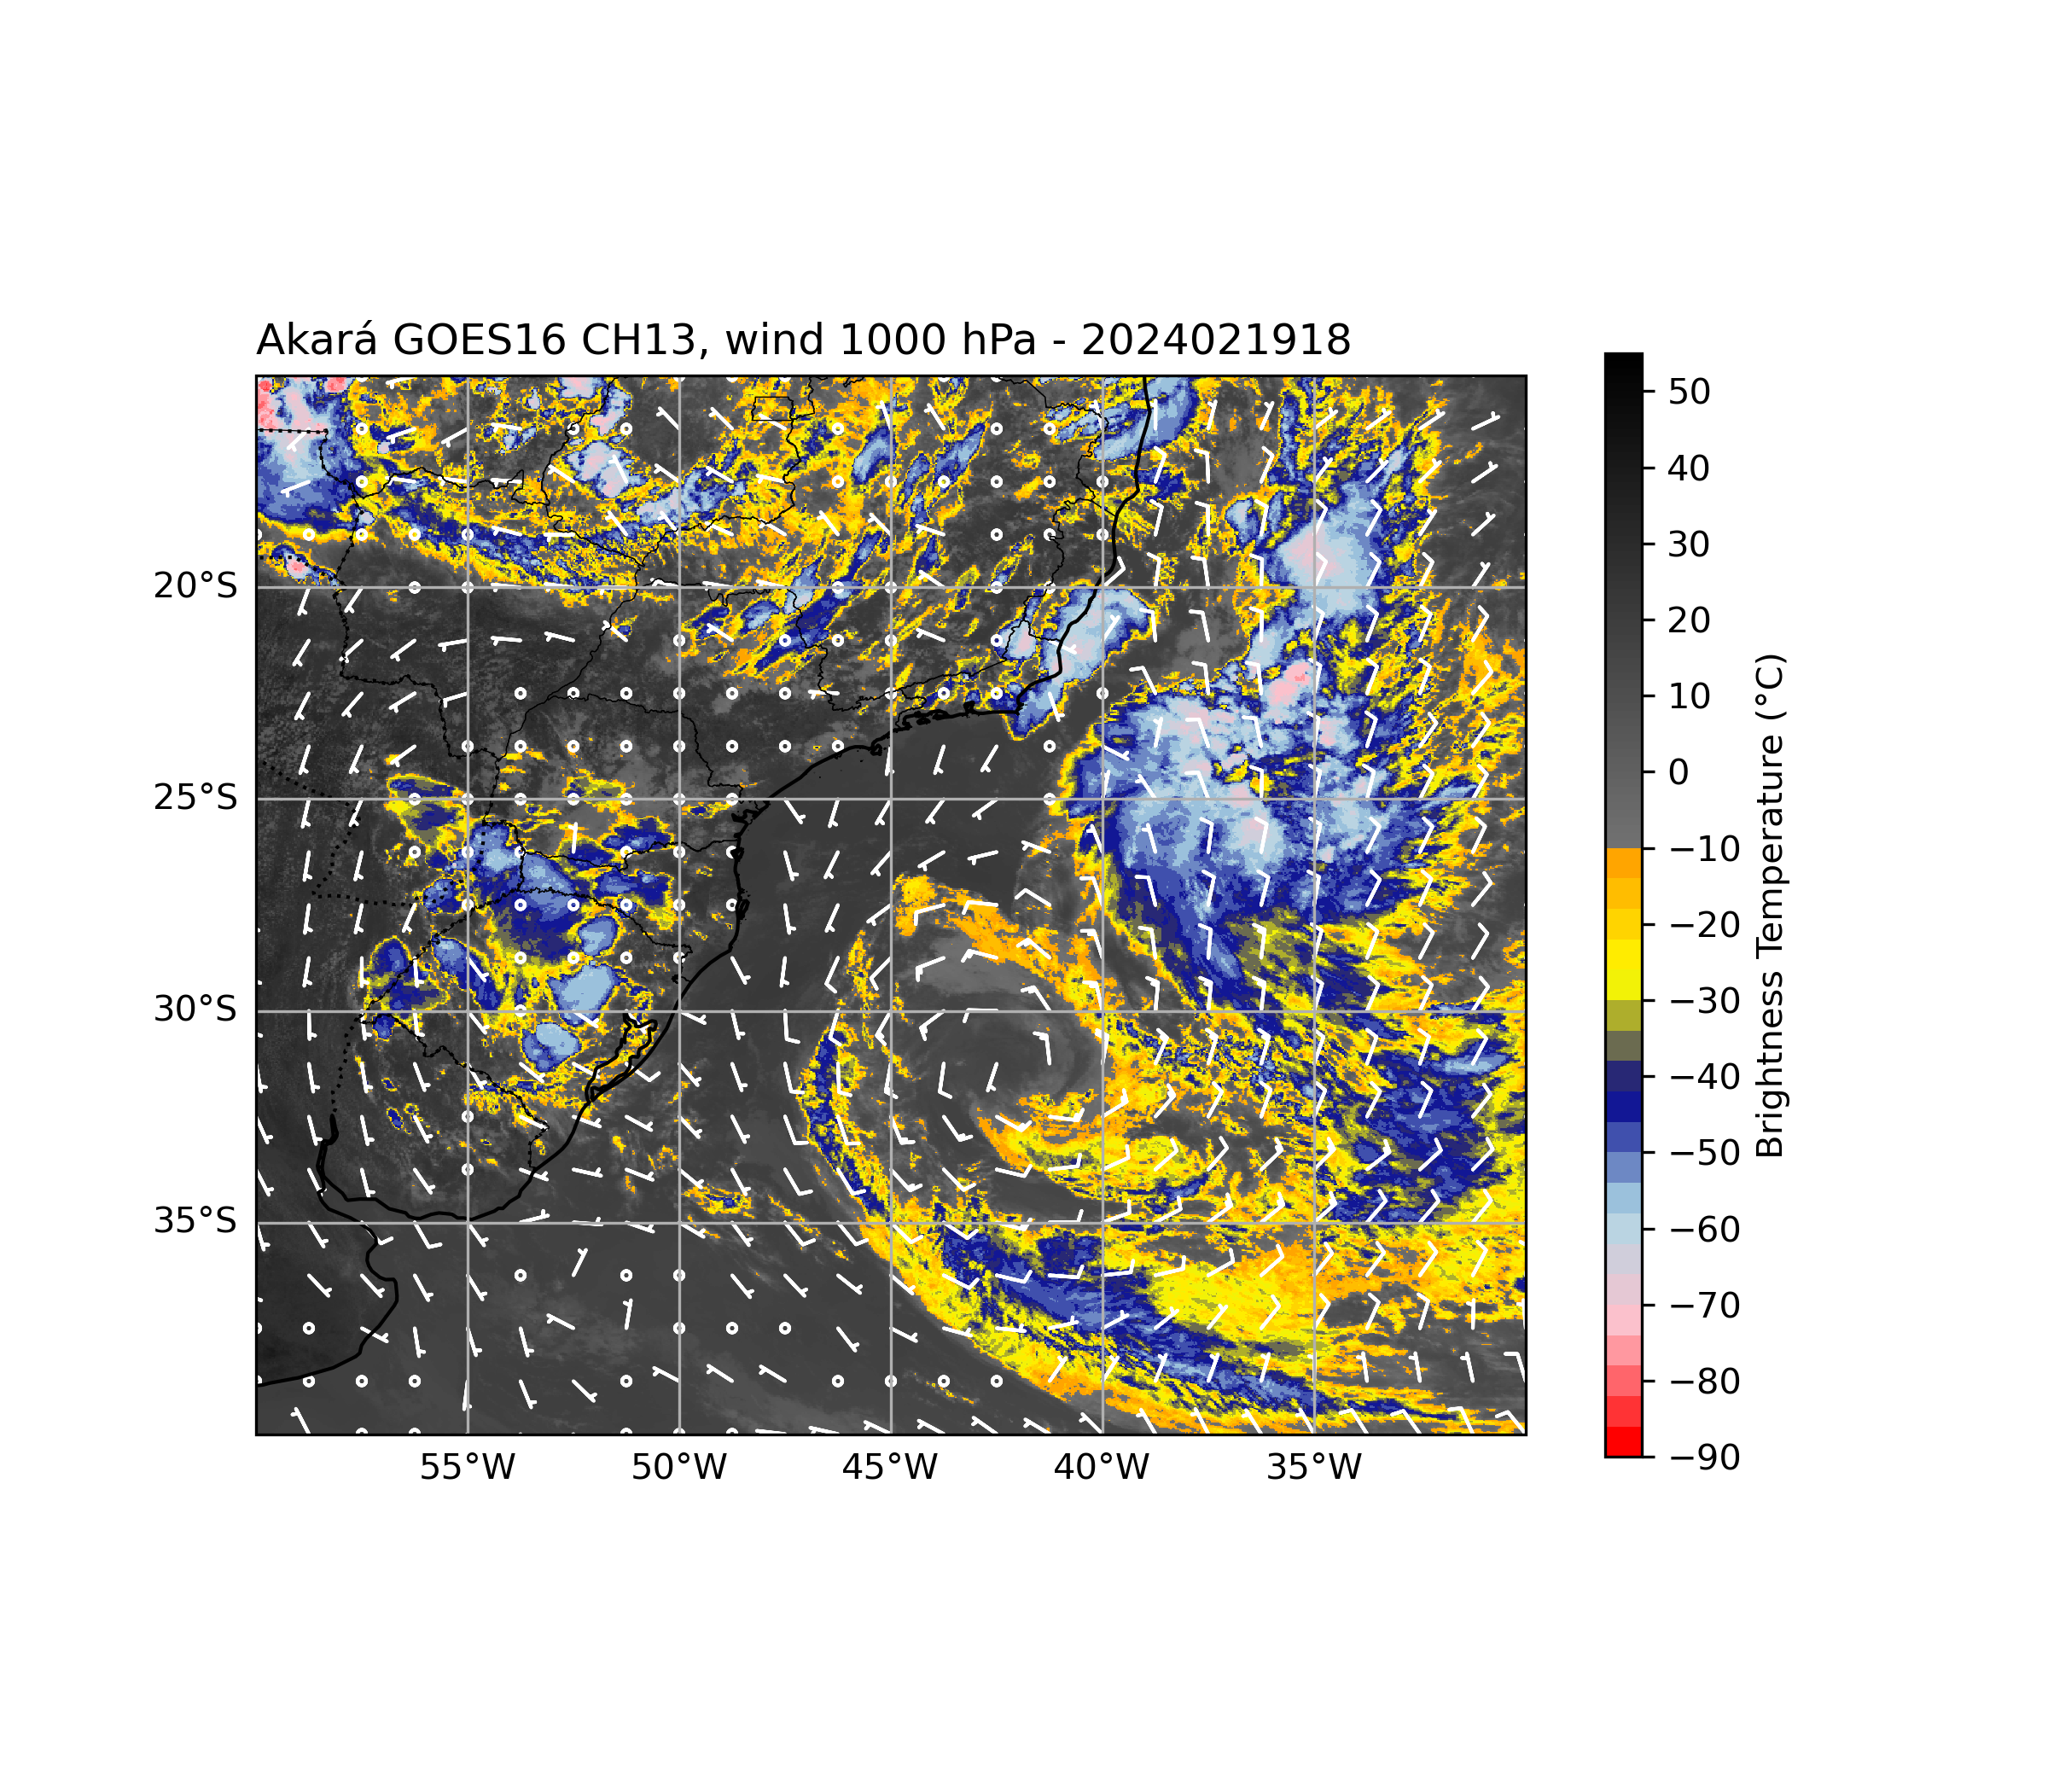 Akará GOES16 CH13, wind 1000 hPa - 2024021918
20°S
25°S
30°S
35°S
55°W
50°W
45°W
40°W
35°W
50
40
30
20
10
0
−10
−20
−30
−40
−50
−60
−70
−80
−90
Brightness Temperature (°C)